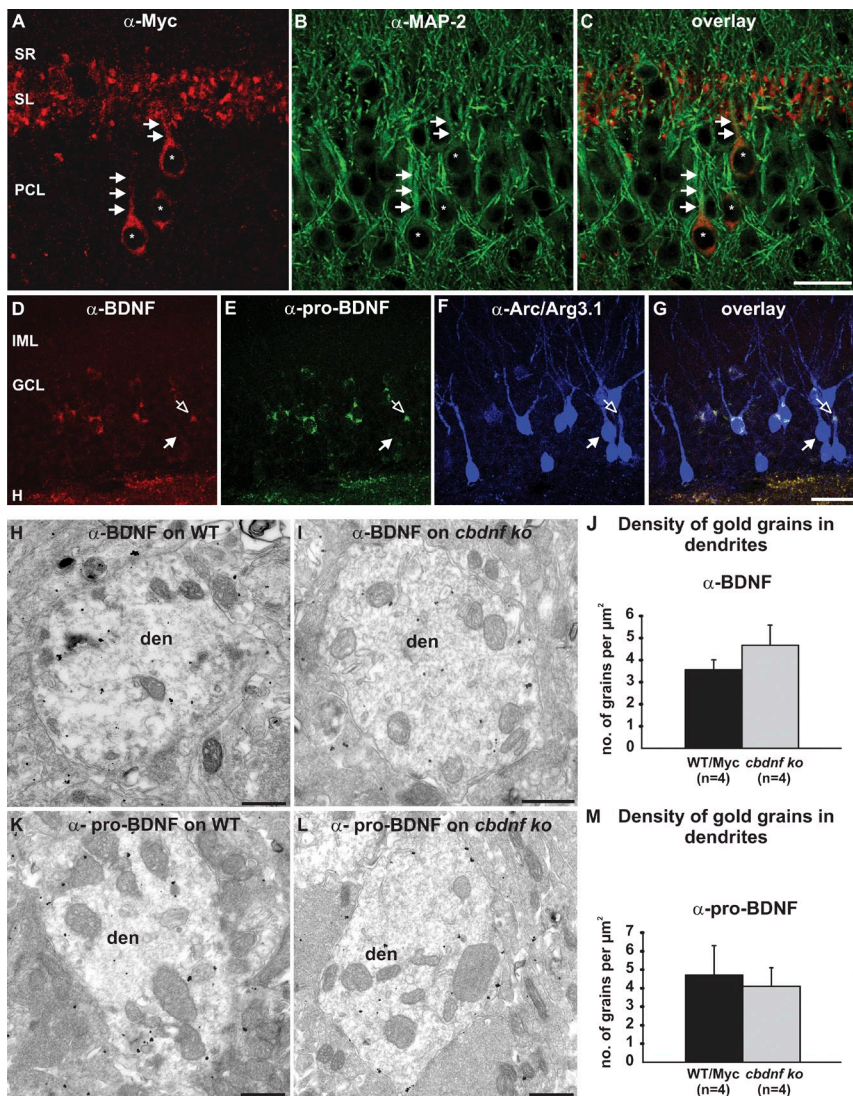 A α-Myc
SR
SL
PCL
*
*
*
B α-MAP-2
*
*
*
C overlay
*
*
*
D α-BDNF
IML
GCL
H
E α-pro-BDNF
F α-Arc/Arg3.1
G overlay
H α-BDNF on WT
den
I α-BDNF on cbdnf ko
den
J Density of gold grains in
dendrites
α-BDNF
no. of grains per µm²
6
5
4
3
2
1
0
WT/Myc cbdnf ko
(n=4) (n=4)
K α- pro-BDNF on WT
den
L α- pro-BDNF on cbdnf ko
den
M Density of gold grains in
dendrites
α-pro-BDNF
no. of grains per µm²
7
6
5
4
3
2
1
0
WT/Myc cbdnf ko
(n=4) (n=4)